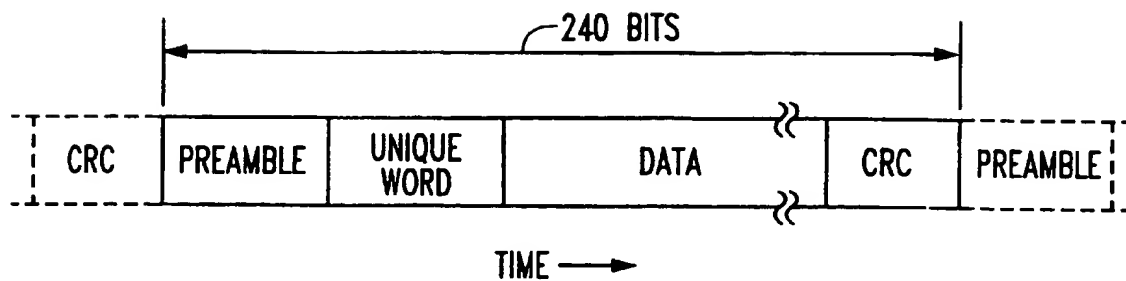 240 BITS
CRC
PREAMBLE
UNIQUE
WORD
DATA
CRC
PREAMBLE
TIME